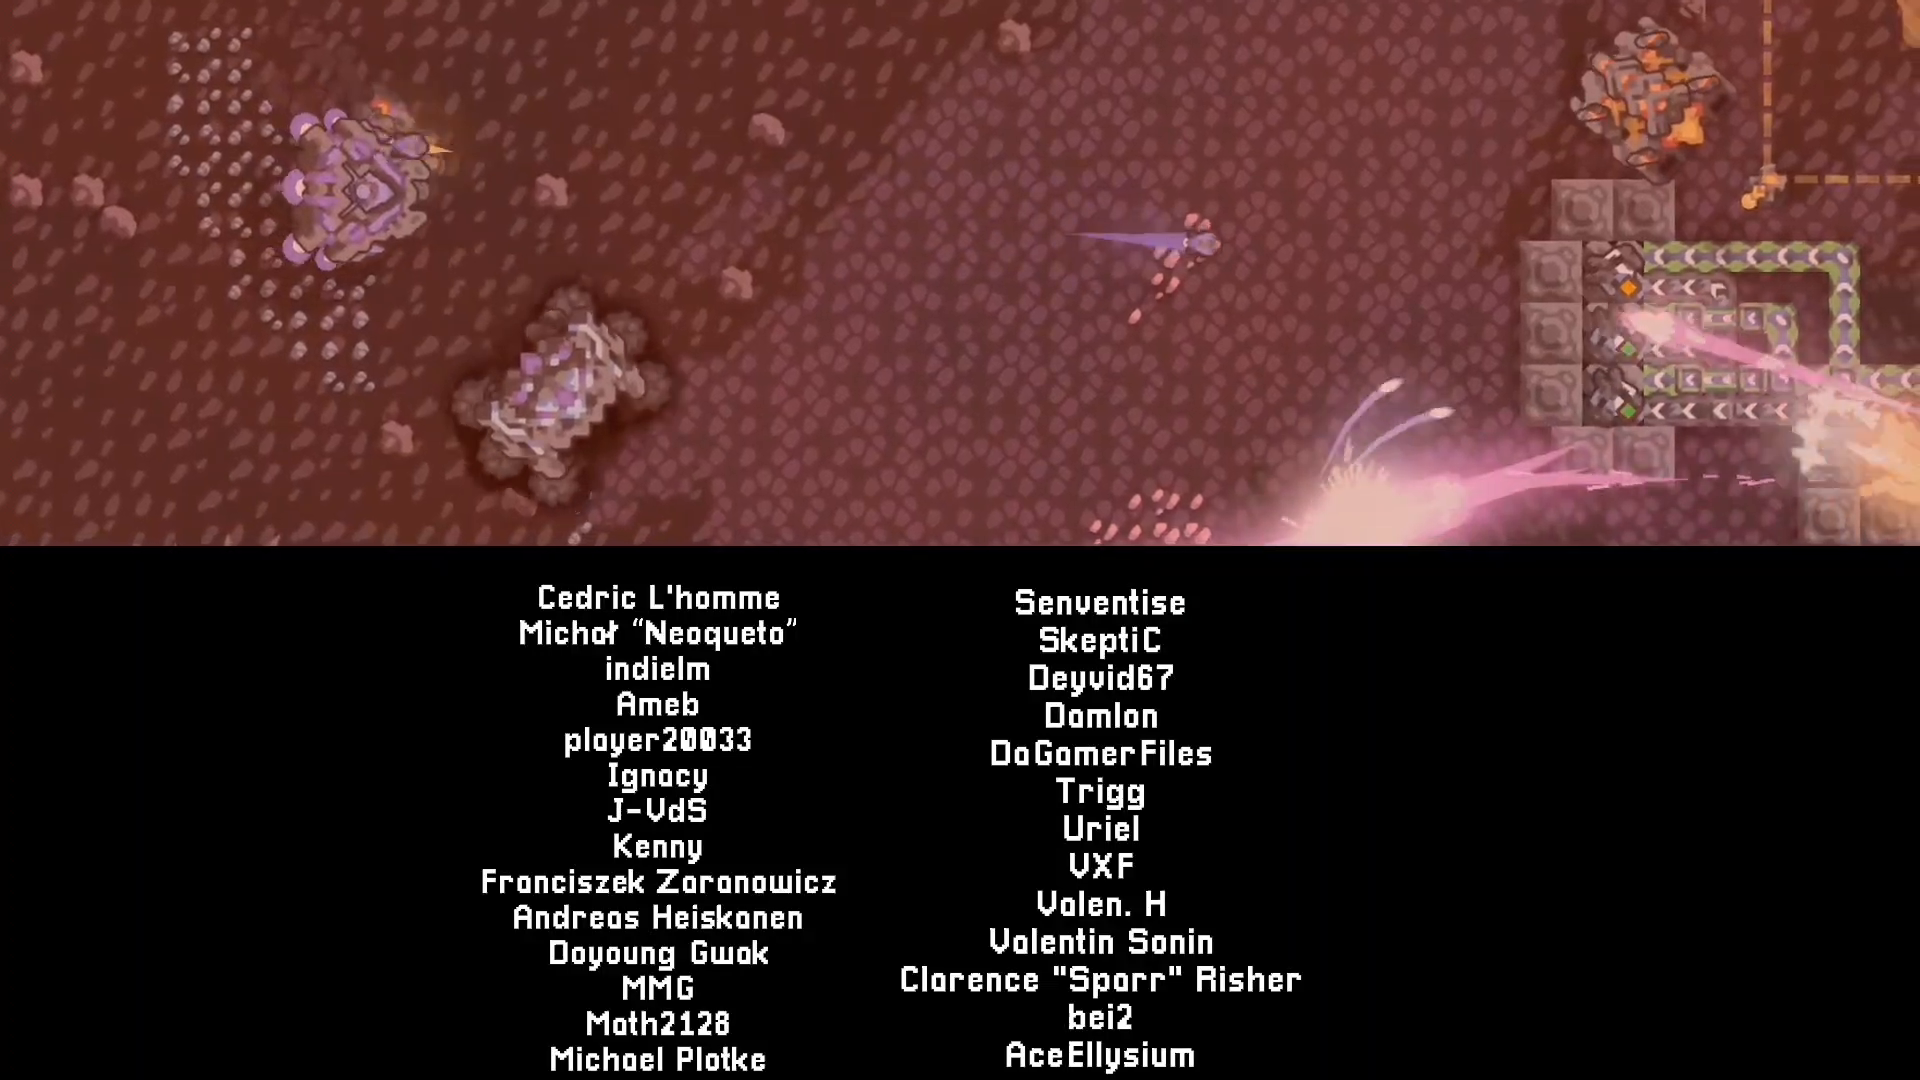 Cedric L'homme
Michał “Neoqueto”
indielm
Ameb
player20033
Ignacy
J-VdS
Kenny
Franciszek Zaranowicz
Andreas Heiskanen
Doyoung Gwak
MMG
Math2128
Michael Plotke
Senventise
SkeptiC
Deyvid67
Damlon
DaGamerFiles
Trigg
Uriel
VXF
Valen. H
Valentin Sonin
Clarence "Sparr" Risher
bei2
AceEllysium